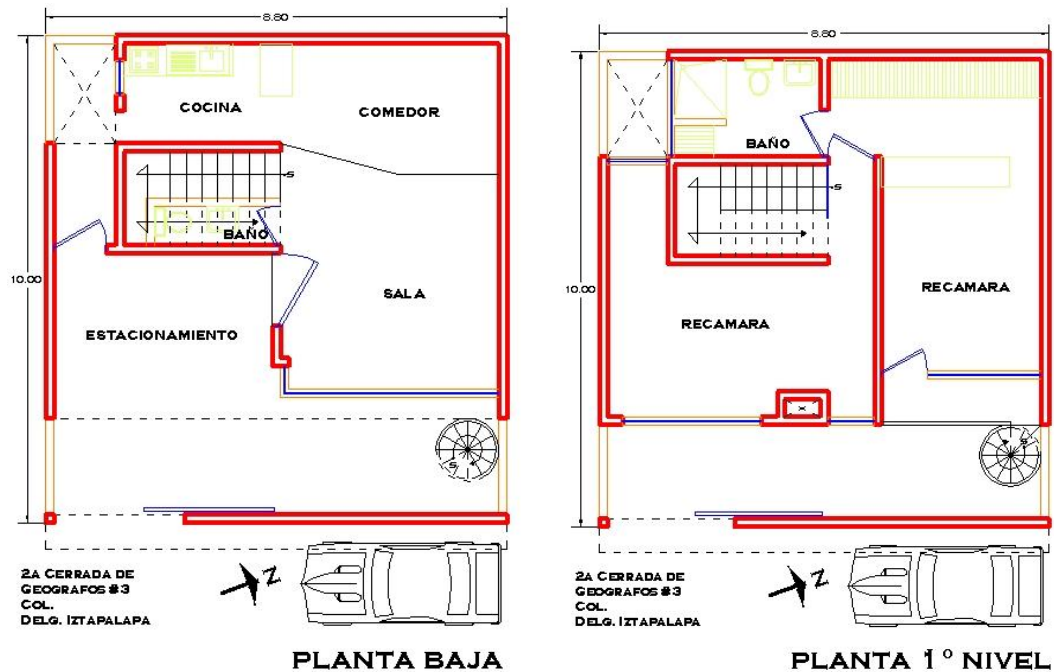 8.80
COCINA
COMEDOR
S
BAÑO
10.00
SALA
ESTACIONAMIENTO
S
2A CERRADA DE
GEOGRAFOS #3
COL.
DELG. IZTAPALAPA
N
PLANTA BAJA
8.80
BAÑO
S
10.00
RECAMARA
RECAMARA
S
2A CERRADA DE
GEOGRAFOS #3
COL.
DELG. IZTAPALAPA
N
PLANTA 1º NIVEL